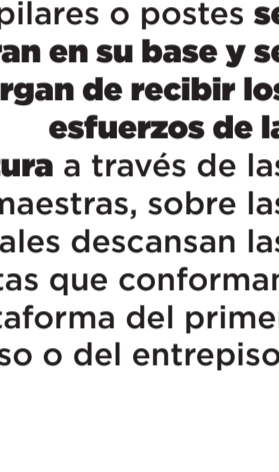 pilares o postes se
ran en su base y se
rgan de recibir los
esfuerzos de la
ura a través de las
maestras, sobre las
ales descansan las
tas que conforman
taforma del primer
so o del entrepiso